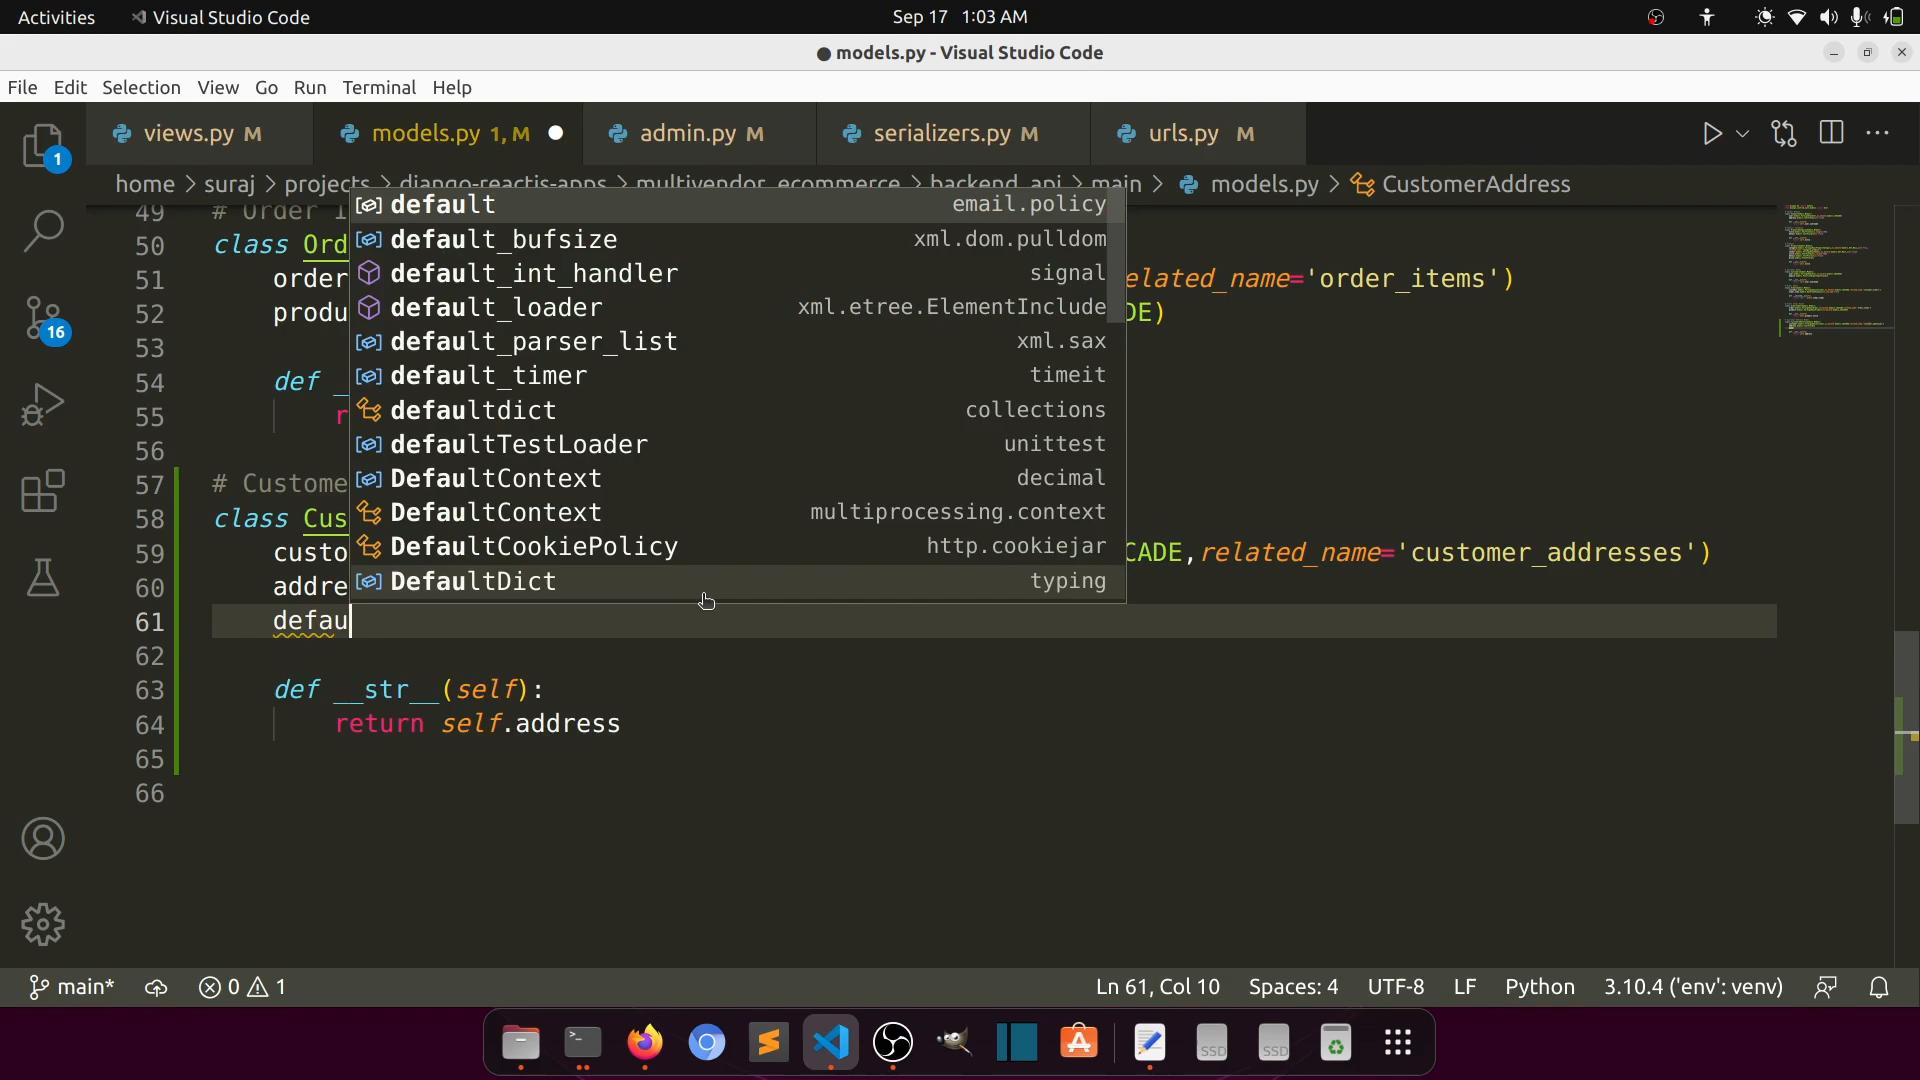 Activities Visual Studio Code Sep 17 1:03 AM
models.py - Visual Studio Code
File Edit Selection View Go Run Terminal Help
views.py M models.py 1, M admin.py M serializers.py M urls.py M
home > suraj > projects > django-reactjs-apps > multivendor_ecommerce > backend_api > main > models.py > CustomerAddress
49 # Order I
50 class Ord
51 order elated_name='order_items')
52 produ DE)
53
54 def _
55 r
56
57 # Custome
58 class Cus
59 custo CADE,related_name='customer_addresses')
60 addre
61 defau
62
63 def __str__(self):
64 return self.address
65
66
default email.policy
default_bufsize xml.dom.pulldom
default_int_handler signal
default_loader xml.etree.ElementInclude
default_parser_list xml.sax
default_timer timeit
defaultdict collections
defaultTestLoader unittest
DefaultContext decimal
DefaultContext multiprocessing.context
DefaultCookiePolicy http.cookiejar
DefaultDict typing
1
16
main* 0 1 Ln 61, Col 10 Spaces: 4 UTF-8 LF Python 3.10.4 ('env': venv)
SSD SSD